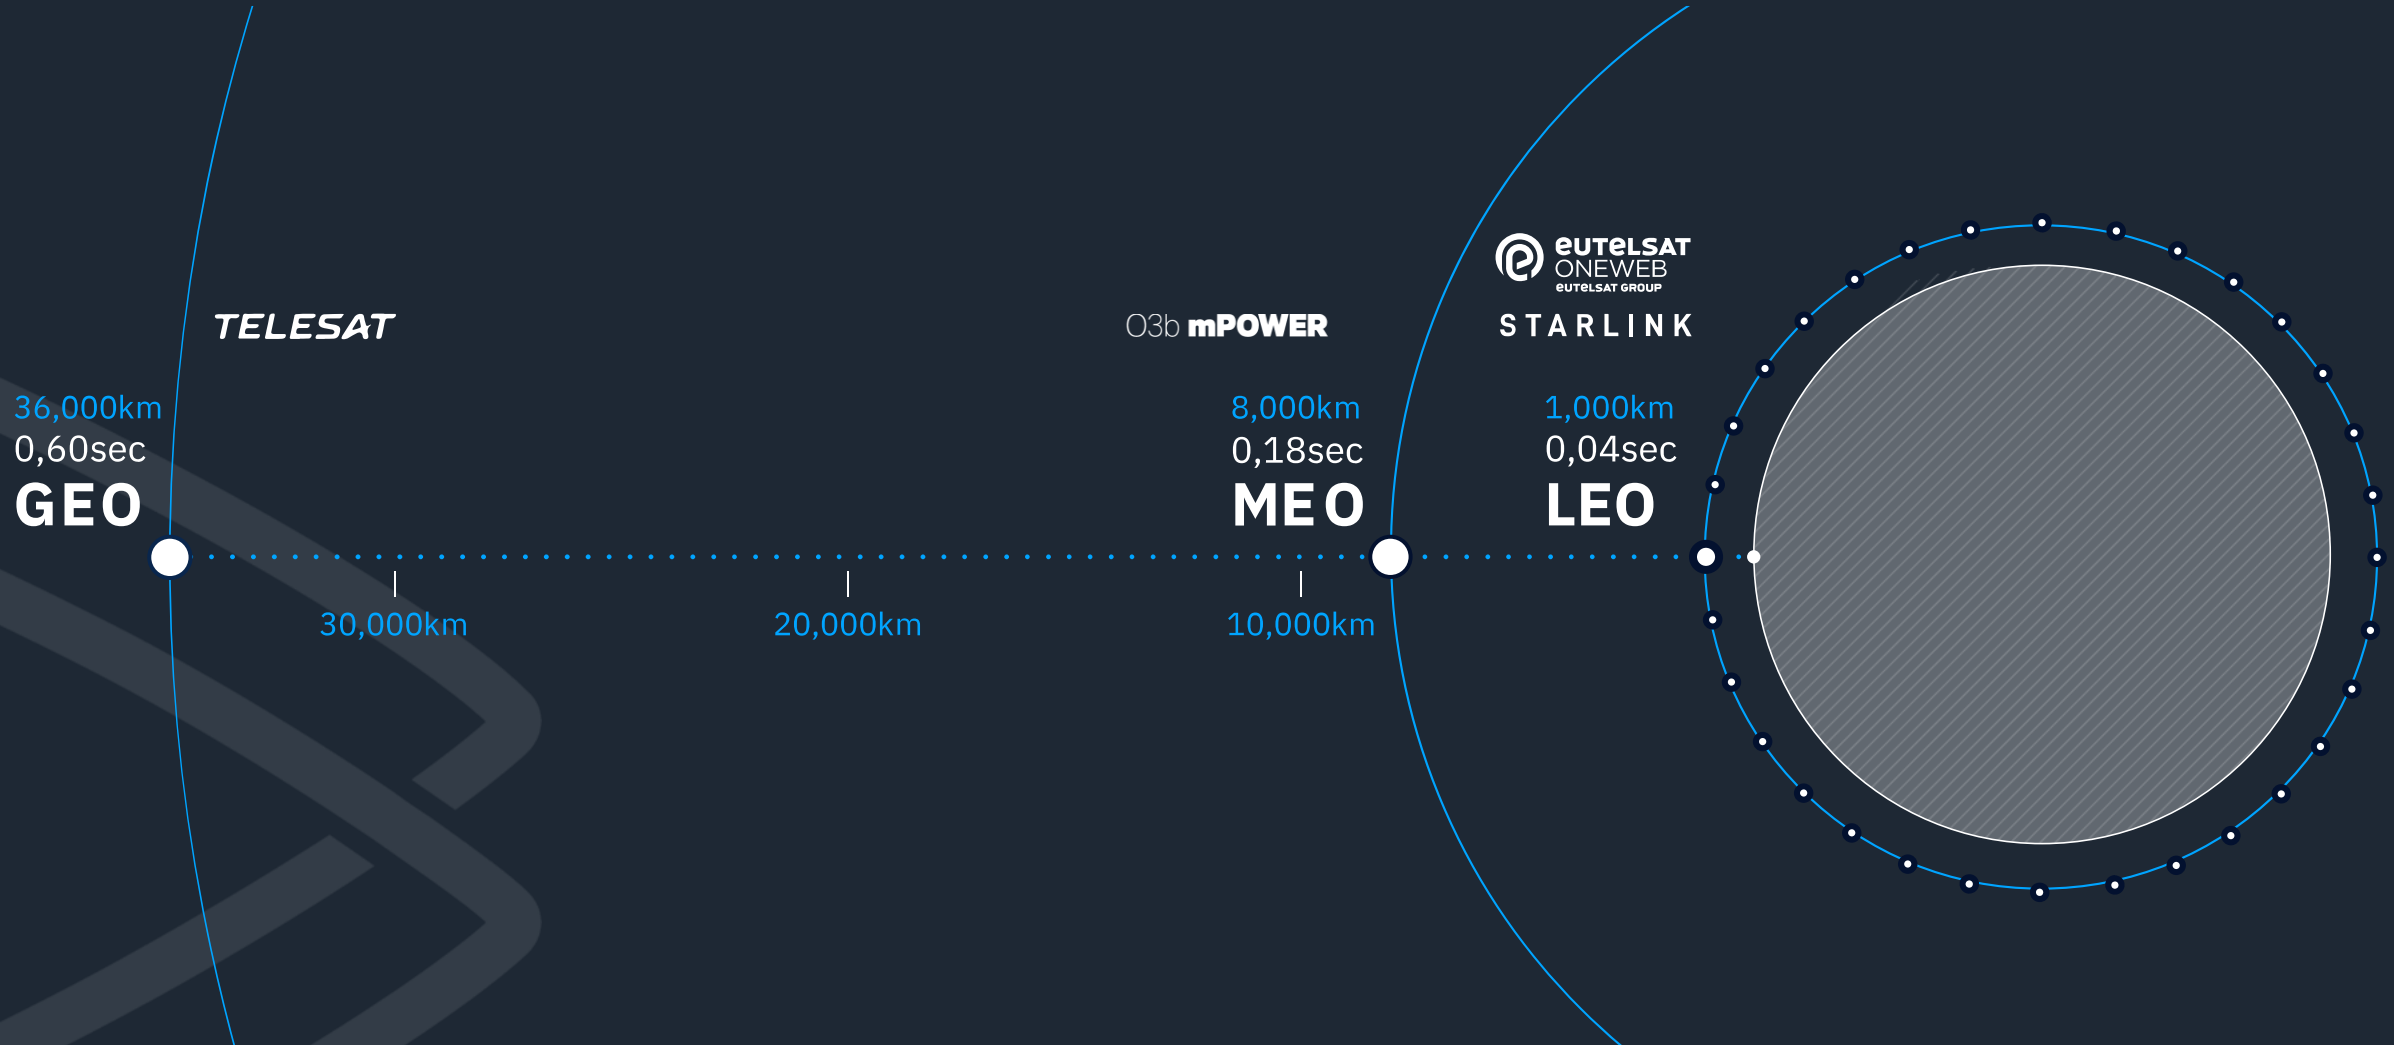 TELESAT
36,000km
0,60sec
GEO
O3b mPOWER
8,000km
0,18sec
MEO
eUTeLSAT
ONEWEB
eUTeLSAT GROUP
STARLINK
1,000km
0,04sec
LEO
30,000km
20,000km
10,000km